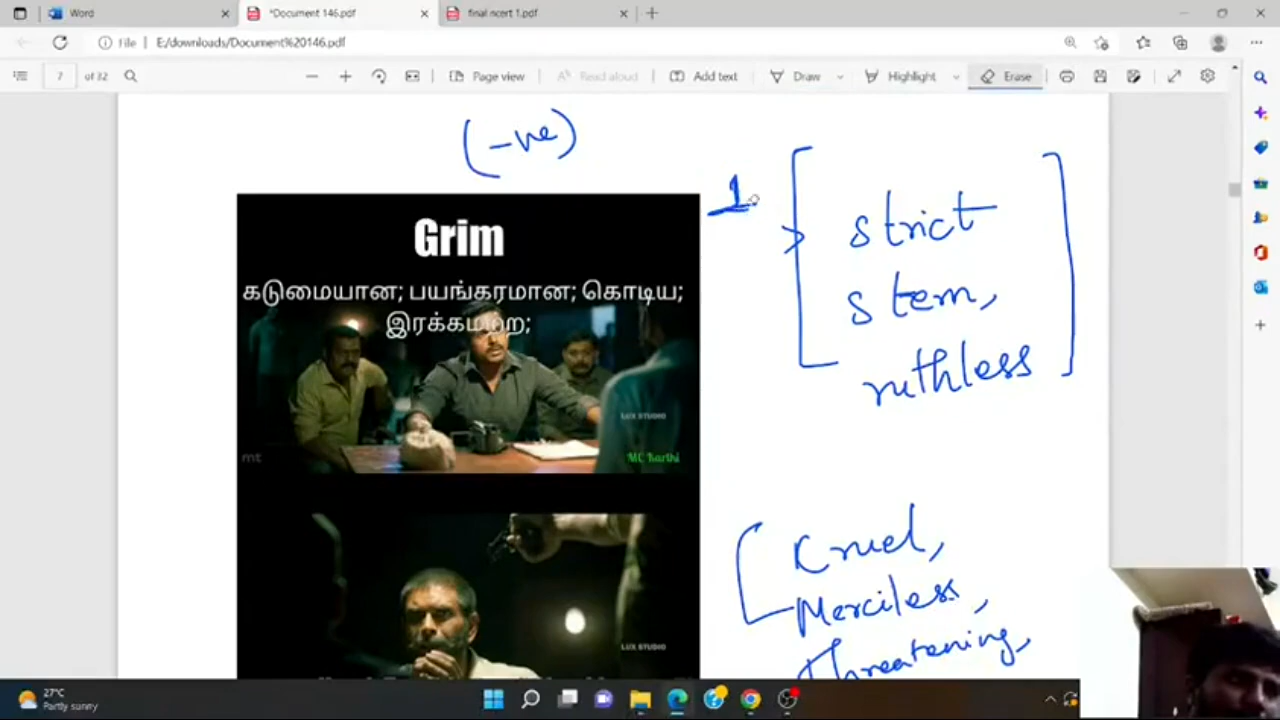 Word
*Document 146.pdf
final ncert 1.pdf
File
E:/downloads/Document%20146.pdf
7 of 32
Page view
Read aloud
Add text
Draw
Highlight
Erase
(-ve)
Grim
கடுமையான; பயங்கரமான; கொடிய;
இரக்கமற்ற;
LUX STUDIO
mt
MC Karthi
LUX STUDIO
1
strict
stern,
ruthless
Cruel,
Merciless,
Threatening,
27°C
Partly sunny